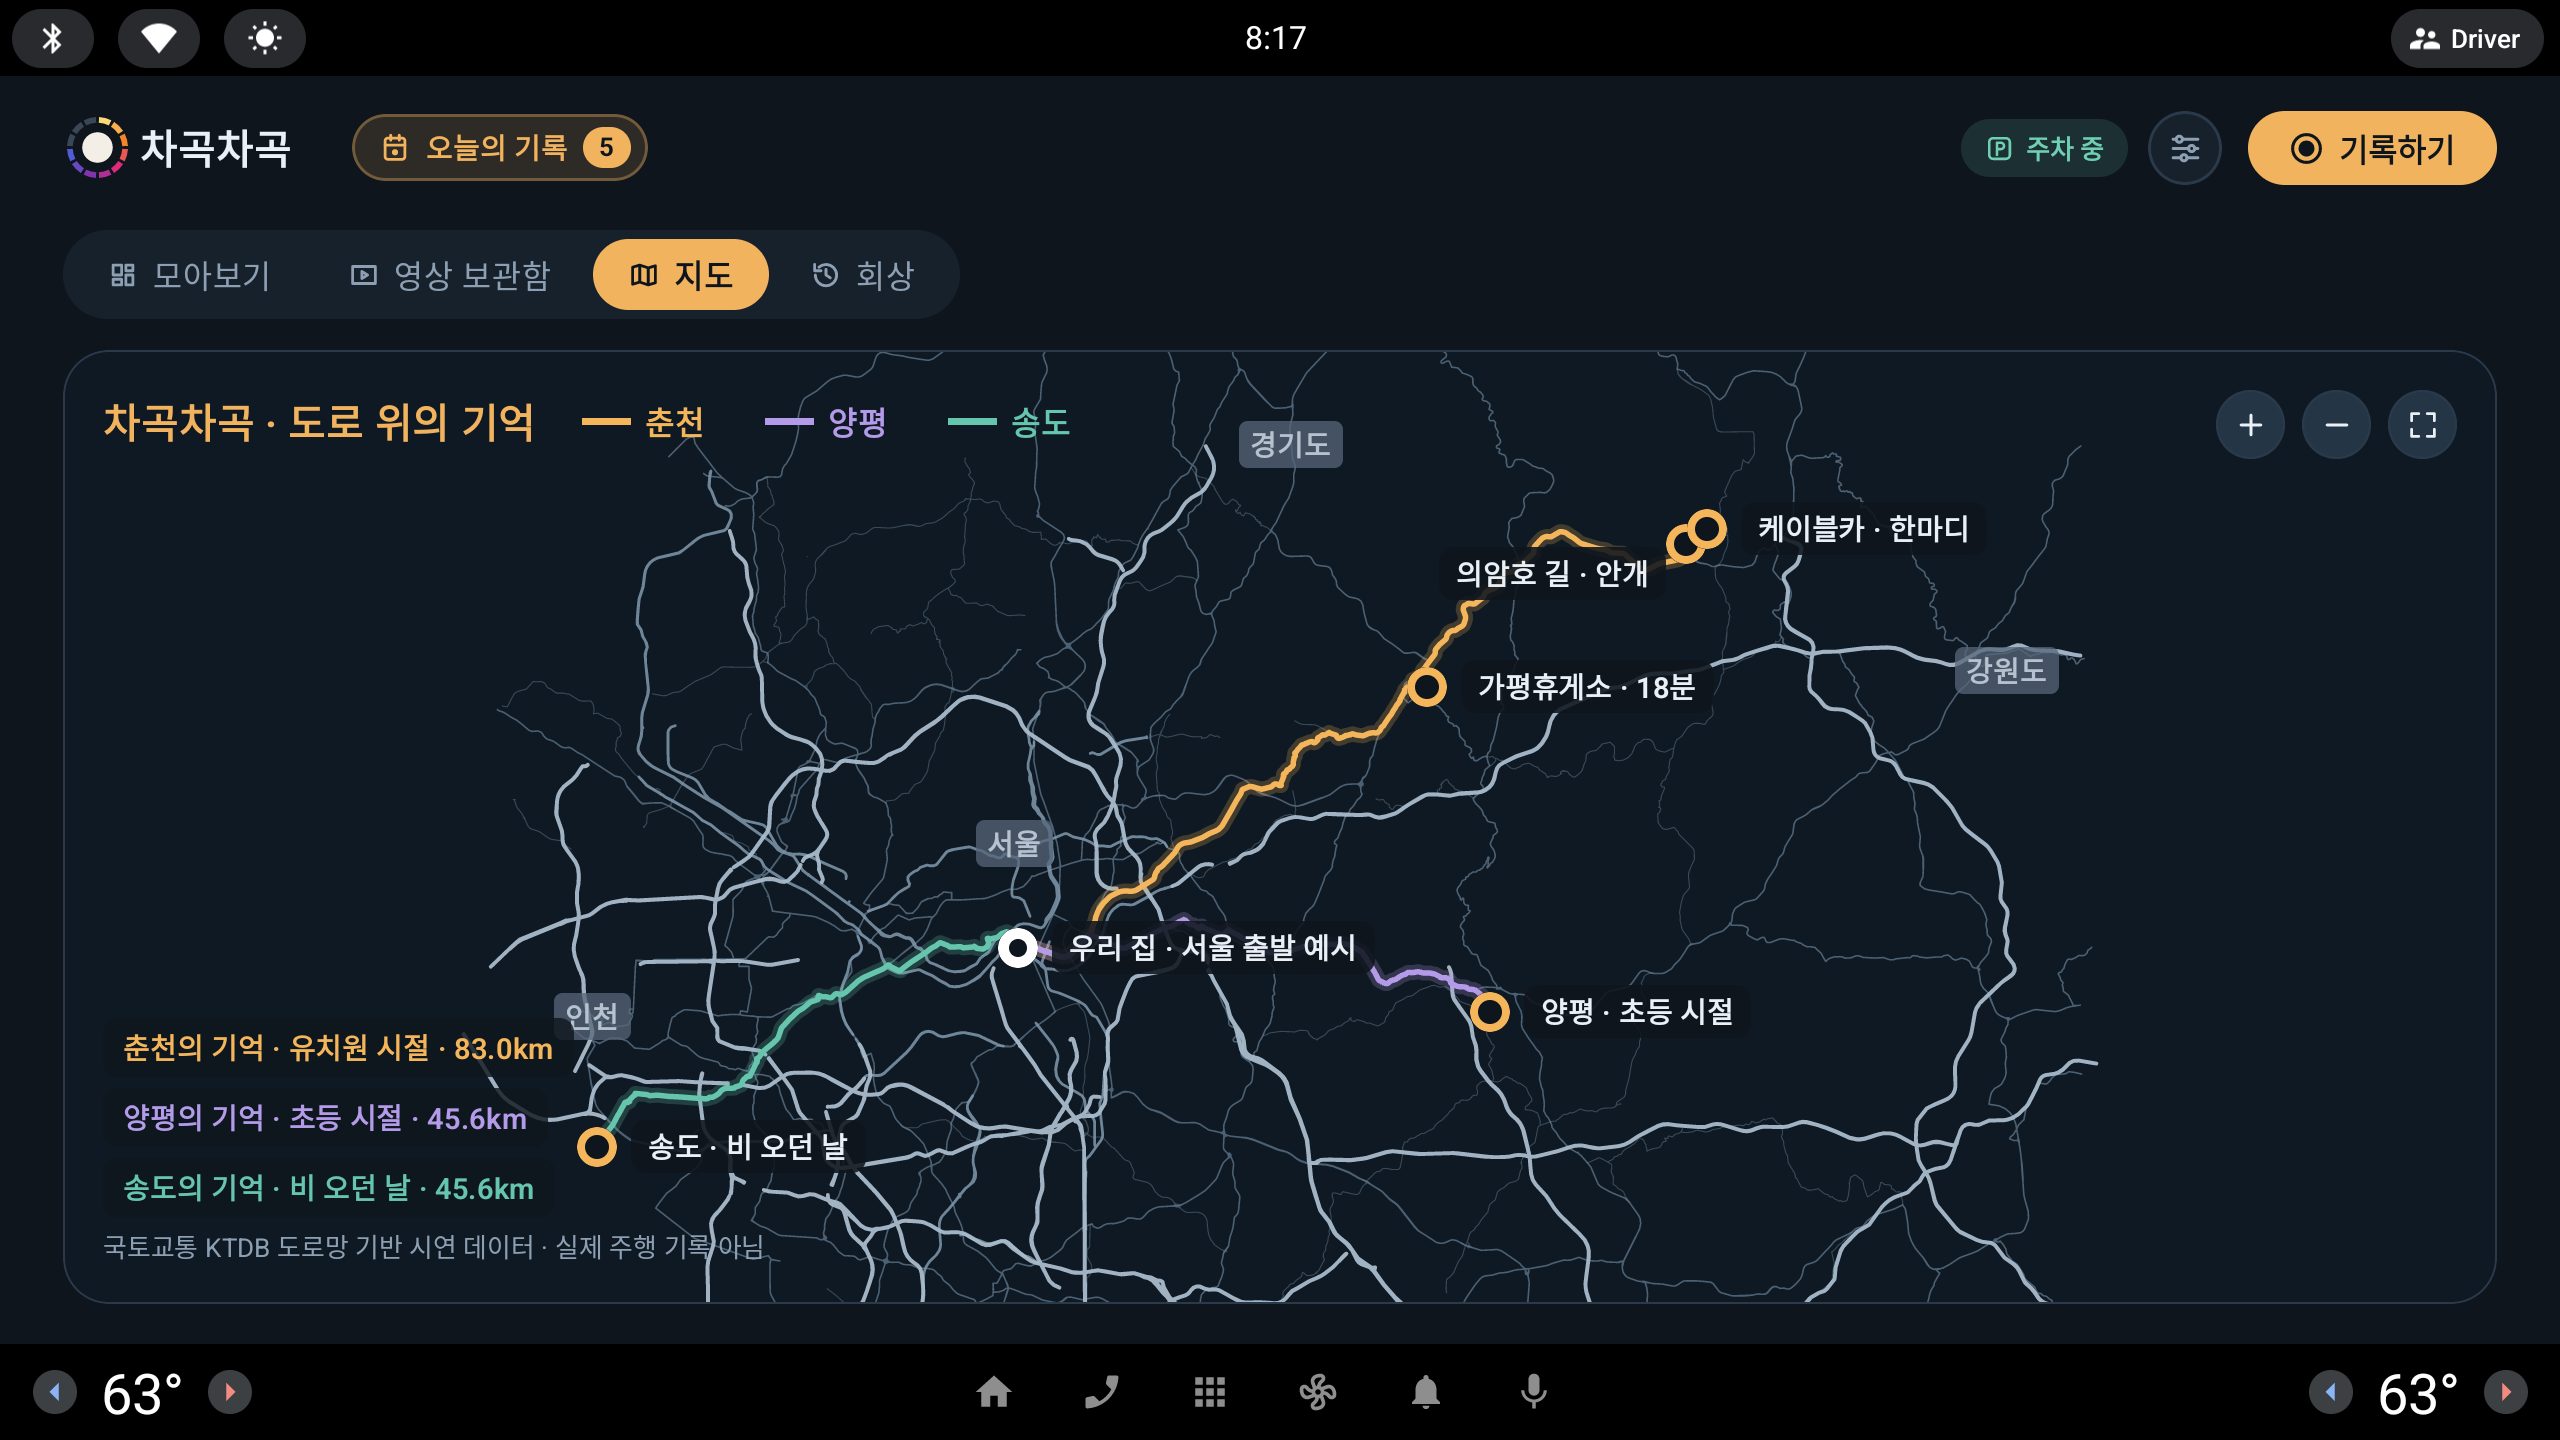 8:17
Driver
차곡차곡
오늘의 기록 5
주차 중
기록하기
모아보기
영상 보관함
지도
회상
차곡차곡 · 도로 위의 기억
춘천
양평
송도
경기도
케이블카 · 한마디
의암호 길 · 안개
강원도
가평휴게소 · 18분
서울
우리 집 · 서울 출발 예시
인천
양평 · 초등 시절
춘천의 기억 · 유치원 시절 · 83.0km
양평의 기억 · 초등 시절 · 45.6km
송도 · 비 오던 날
송도의 기억 · 비 오던 날 · 45.6km
국토교통 KTDB 도로망 기반 시연 데이터 · 실제 주행 기록 아님
63°
63°